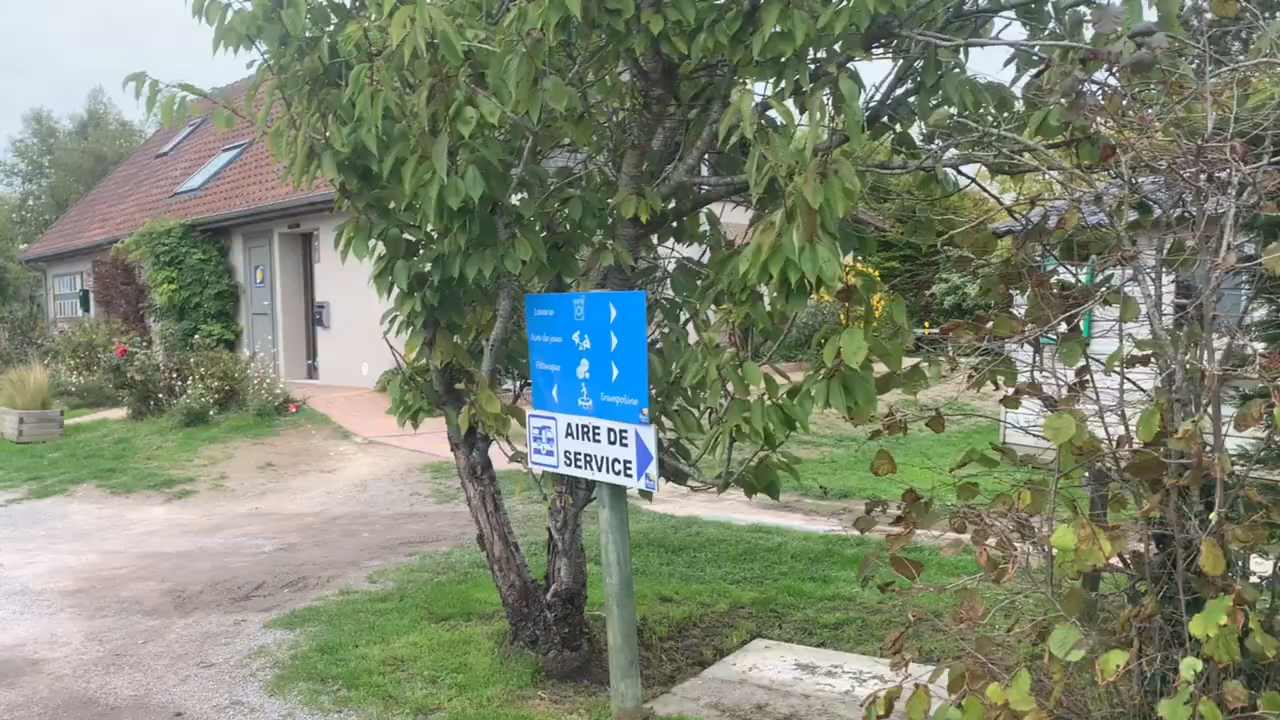 Laverie
Aire de jeux
Pétanque
Trampoline
AIRE DE
SERVICE